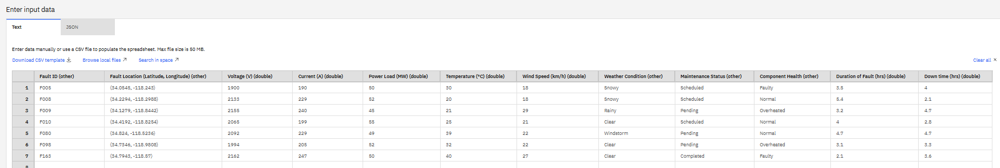 Enter input data
Text JSON
Enter data manually or use a CSV file to populate the spreadsheet. Max file size is 50 MB.
Download CSV template Browse local files Search in space Clear all ×
Fault ID (other) Fault Location (Latitude, Longitude) (other) Voltage (V) (double) Current (A) (double) Power Load (MW) (double) Temperature (°C) (double) Wind Speed (km/h) (double) Weather Condition (other) Maintenance Status (other) Component Health (other) Duration of Fault (hrs) (double) Down time (hrs) (double)
1 F005 (34.0545, -118.243) 1900 190 50 30 18 Snowy Scheduled Faulty 3.5 4
2 F008 (34.2294, -118.2988) 2133 229 52 20 18 Snowy Scheduled Normal 5.4 2.1
3 F009 (34.1279, -118.8442) 2155 240 45 21 29 Rainy Pending Overheated 3.2 4.7
4 F010 (34.4192, -118.8254) 2065 199 55 25 21 Clear Scheduled Normal 4 2.8
5 F080 (34.824, -118.5236) 2092 229 49 39 22 Windstorm Pending Normal 4.7 4.7
6 F098 (34.7346, -118.9808) 1994 205 52 32 22 Clear Pending Overheated 3.1 3.3
7 F163 (34.7943, -118.57) 2162 247 50 40 27 Clear Completed Faulty 2.1 3.6
8